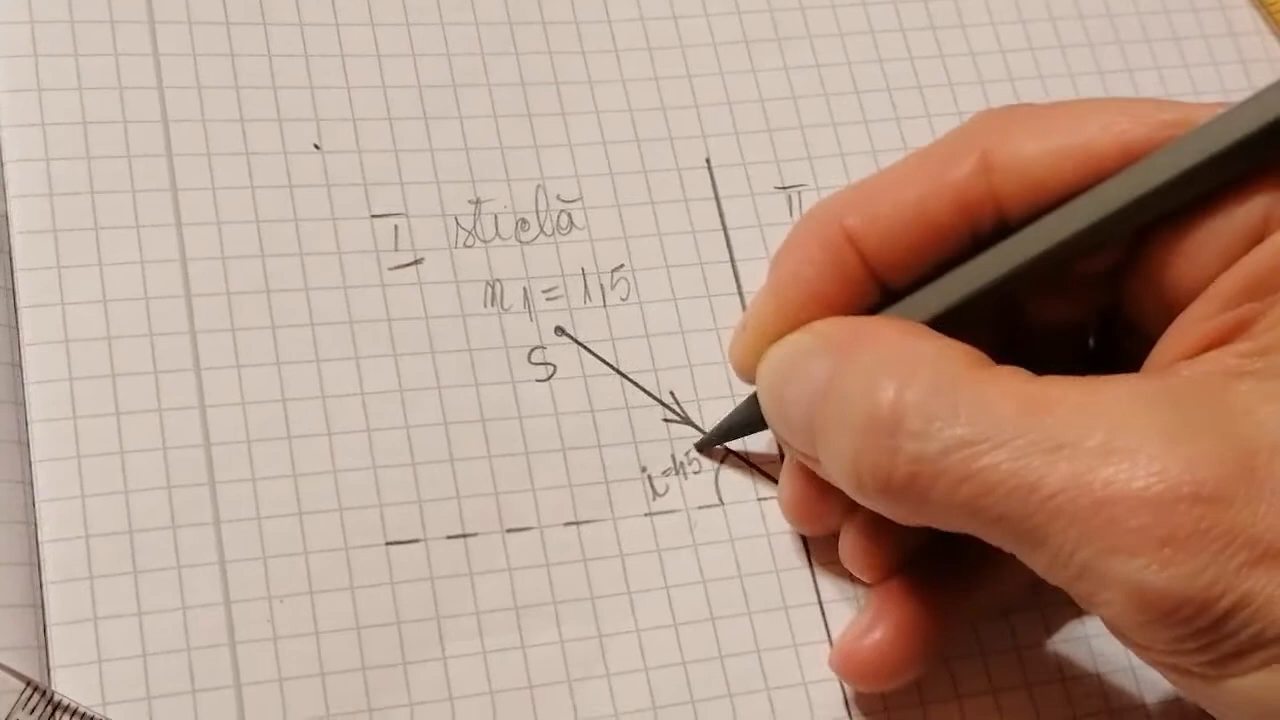 I sticlă
II
n1 = 1,5
S
i=45